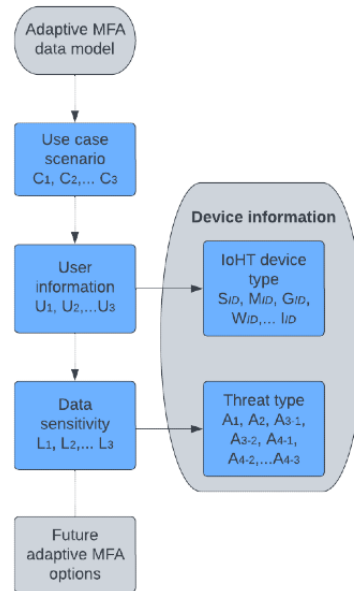 Adaptive MFA
data model
Use case
scenario
C1, C2,... C3
Device information
User
information
U1, U2,...U3
IoHT device
type
SID, MID, GID,
WID,... IID
Data
sensitivity
L1, L2,... L3
Threat type
A1, A2, A3-1,
A3-2, A4-1,
A4-2,...A4-3
Future
adaptive MFA
options